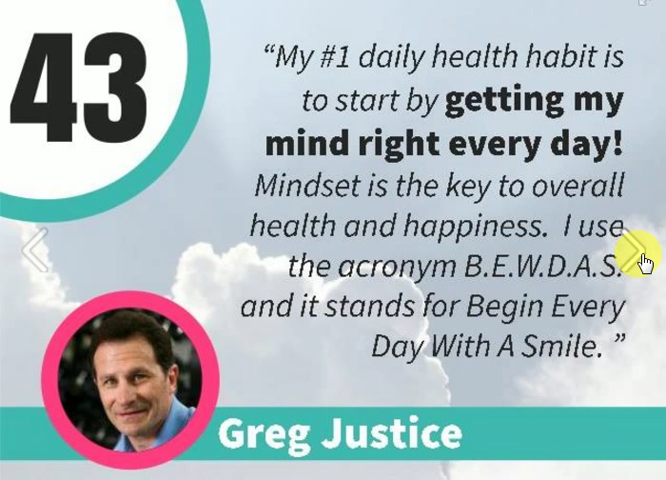 43
“My #1 daily health habit is
to start by getting my
mind right every day!
Mindset is the key to overall
health and happiness.  I use
the acronym B.E.W.D.A.S.
and it stands for Begin Every
Day With A Smile. ”
Greg Justice